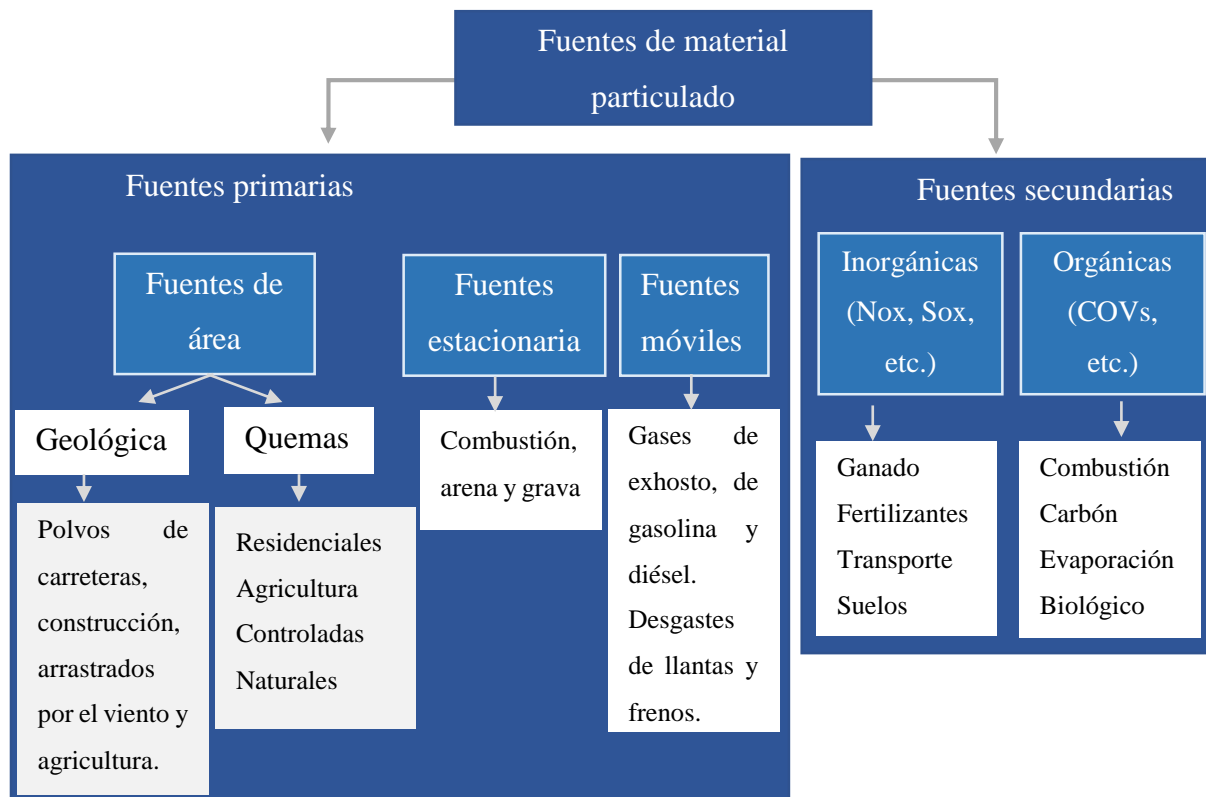 Fuentes de material
particulado
Fuentes primarias
Fuentes de
área
Geológica
Polvos de
carreteras,
construcción,
arrastrados
por el viento y
agricultura.
Quemas
Residenciales
Agricultura
Controladas
Naturales
Fuentes
estacionaria
Combustión,
arena y grava
Fuentes
móviles
Gases de
exhosto, de
gasolina y
diésel.
Desgastes
de llantas y
frenos.
Fuentes secundarias
Inorgánicas
(Nox, Sox,
etc.)
Ganado
Fertilizantes
Transporte
Suelos
Orgánicas
(COVs,
etc.)
Combustión
Carbón
Evaporación
Biológico